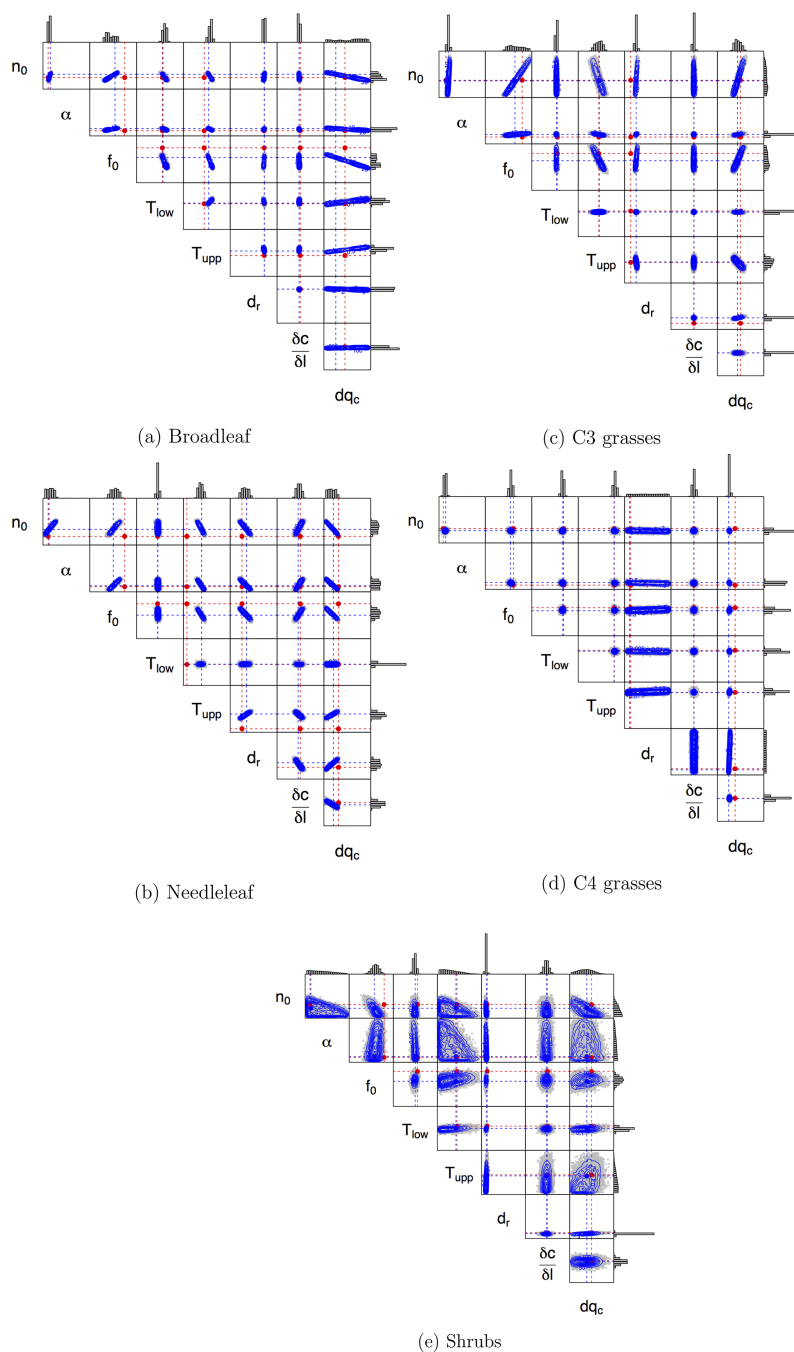 n0
α
f0
Tlow
Tupp
dr
δc
δl
dqc
(a) Broadleaf
n0
α
f0
Tlow
Tupp
dr
δc
δl
dqc
(c) C3 grasses
n0
α
f0
Tlow
Tupp
dr
δc
δl
dqc
(b) Needleleaf
n0
α
f0
Tlow
Tupp
dr
δc
δl
dqc
(d) C4 grasses
n0
α
f0
Tlow
Tupp
dr
δc
δl
dqc
(e) Shrubs